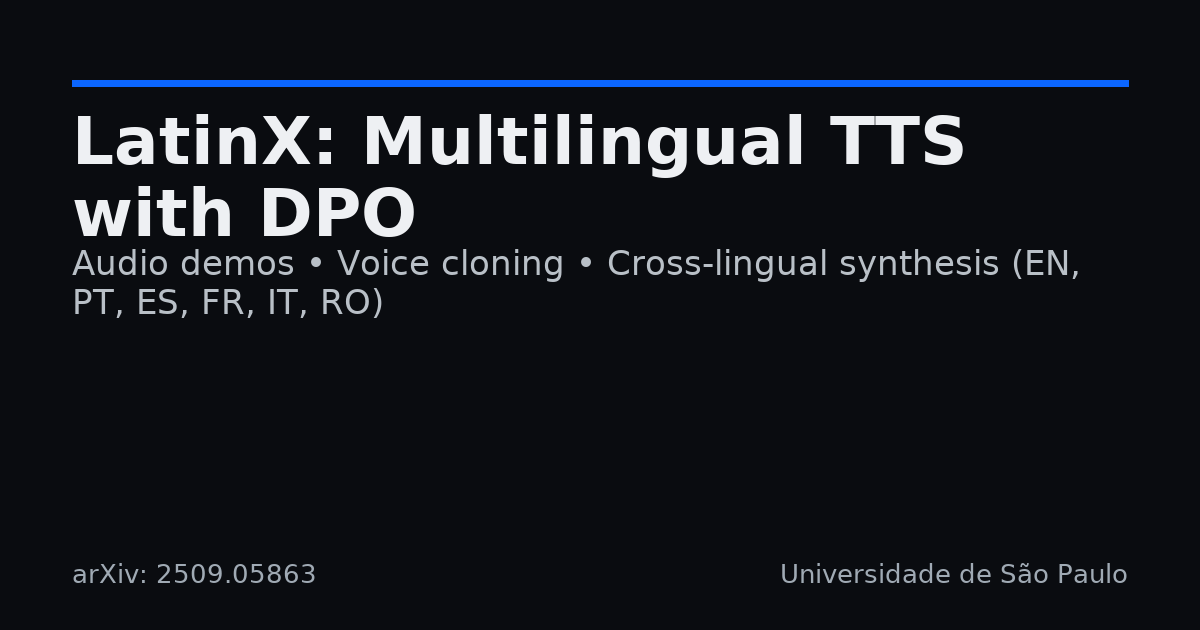 LatinX: Multilingual TTS
with DPO
Audio demos • Voice cloning • Cross-lingual synthesis (EN,
PT, ES, FR, IT, RO)
arXiv: 2509.05863
Universidade de São Paulo